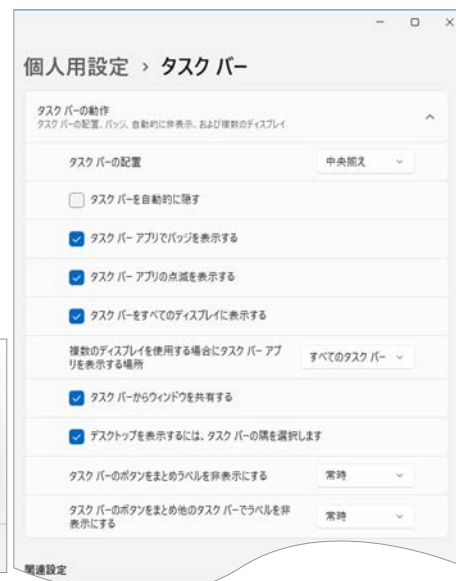 個人用設定 › タスク バー
タスク バーの動作
タスク バーの配置、バッジ、自動的に非表示、および複数のディスプレイ
タスク バーの配置 中央揃え
タスク バーを自動的に隠す
タスク バー アプリでバッジを表示する
タスク バー アプリの点滅を表示する
タスク バーをすべてのディスプレイに表示する
複数のディスプレイを使用する場合にタスク バー アプ
リを表示する場所 すべてのタスク バー
タスク バーからウィンドウを共有する
デスクトップを表示するには、タスク バーの隅を選択します
タスク バーのボタンをまとめラベルを非表示にする 常時
タスク バーのボタンをまとめ他のタスク バーでラベルを非
表示にする 常時
関連設定